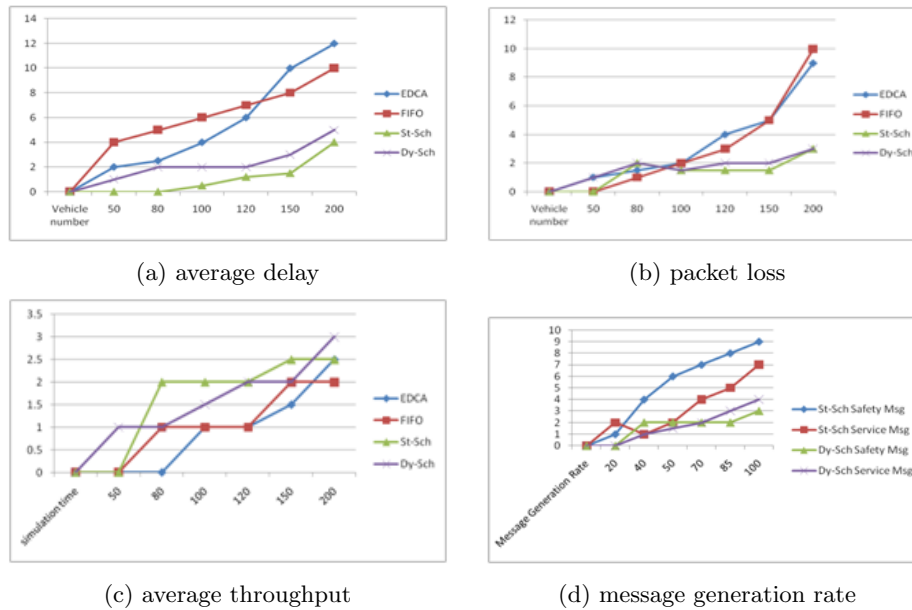 14
12
10
8
6
4
2
0
Vehicle number
50 80 100 120 150 200
EDCA
FIFO
St-Sch
Dy-Sch
(a) average delay
12
10
8
6
4
2
0
Vehicle number
50 80 100 120 150 200
EDCA
FIFO
St-Sch
Dy-Sch
(b) packet loss
3.5
3
2.5
2
1.5
1
0.5
0
simulation time
50 80 100 120 150 200
EDCA
FIFO
St-Sch
Dy-Sch
(c) average throughput
10
9
8
7
6
5
4
3
2
1
0
Message Generation Rate
20 40 50 70 85 100
St-Sch Safety Msg
St-Sch Service Msg
Dy-Sch Safety Msg
Dy-Sch Service Msg
(d) message generation rate